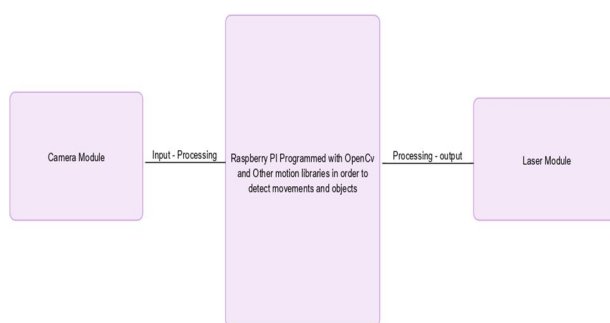 Camera Module
Input - Processing
Raspberry PI Programmed with OpenCv
and Other motion libraries in order to
detect movements and objects
Processing - output
Laser Module